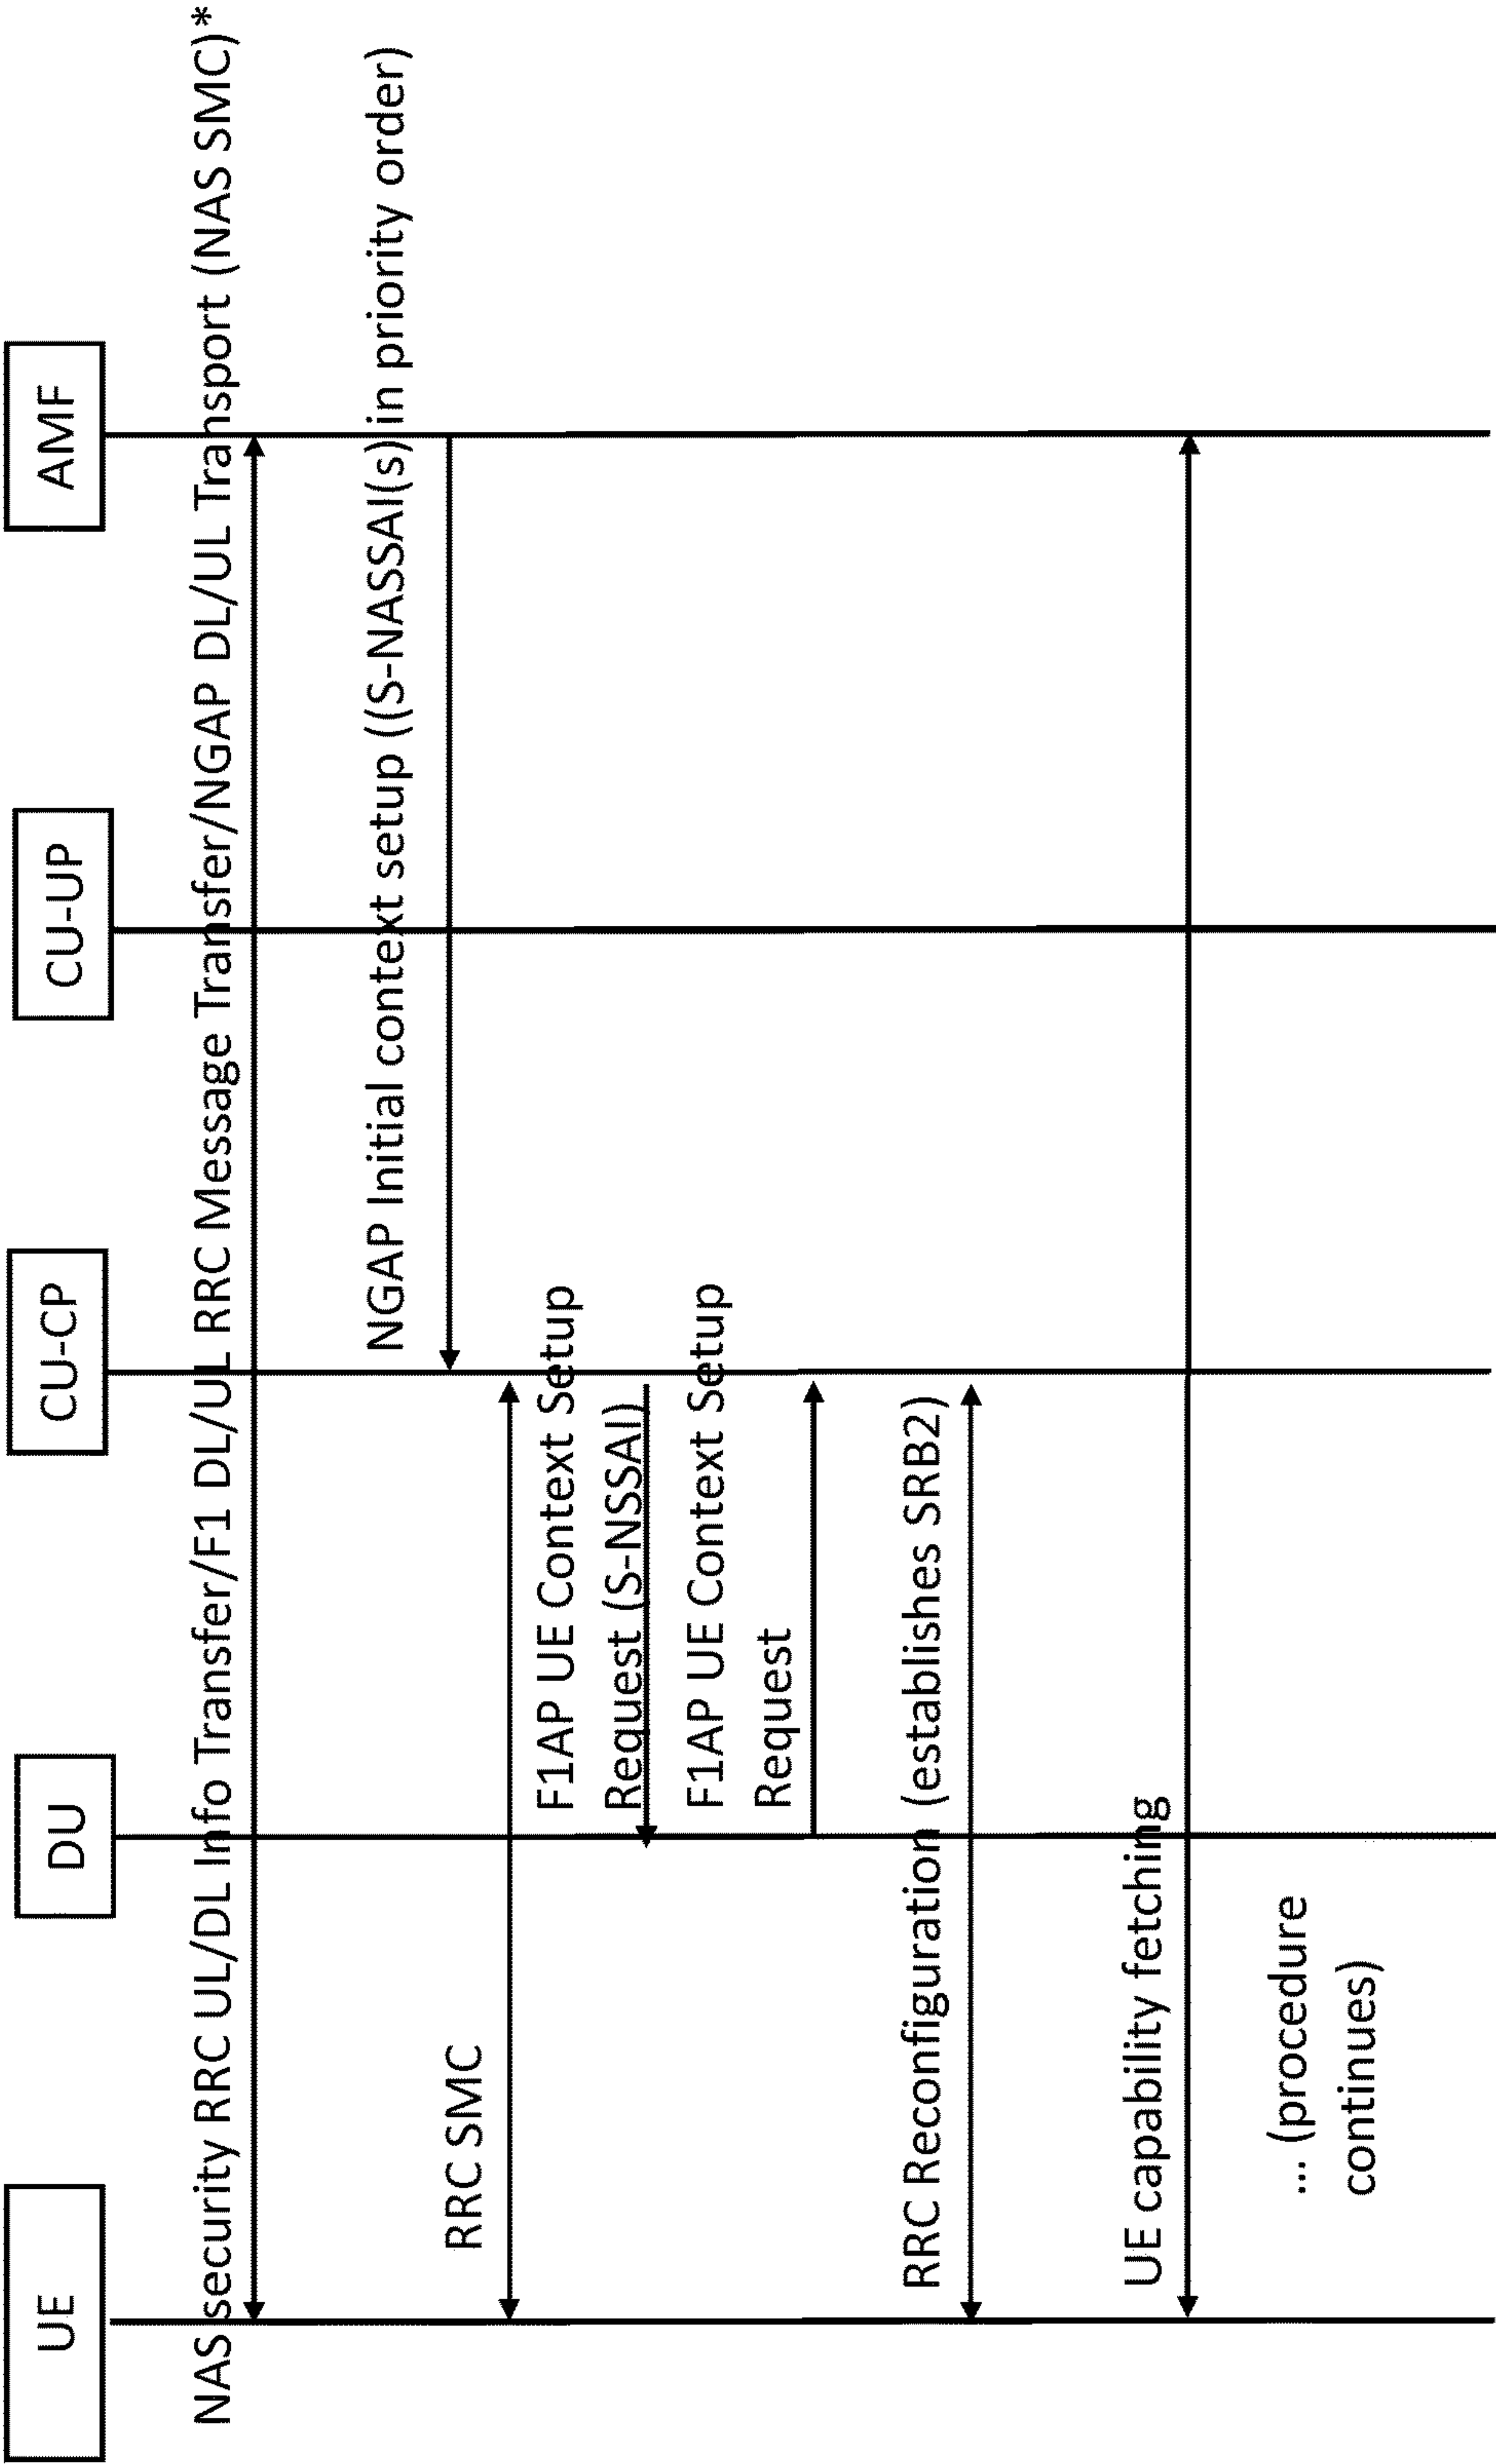 UE
DU
CU-CP
CU-UP
AMF
NAS security RRC UL/DL Info Transfer/F1 DL/UL RRC Message Transfer/NGAP DL/UL Transport (NAS SMC)*
NGAP Initial context setup ((S-NASSAI(s) in priority order)
RRC SMC
F1AP UE Context Setup
Request (S-NSSAI)
F1AP UE Context Setup
Request
RRC Reconfiguration (establishes SRB2)
UE capability fetching
... (procedure
continues)